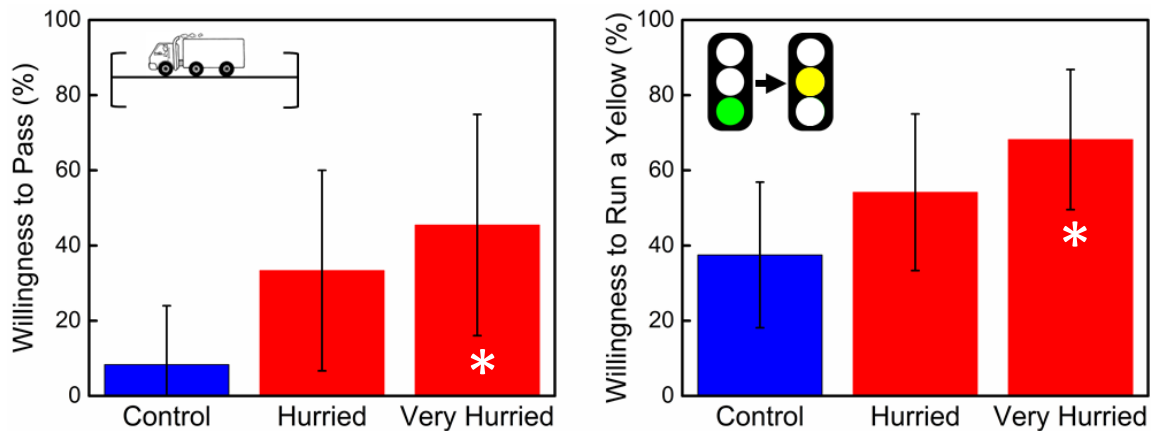 Willingness to Pass (%)
100
80
60
40
20
0
*
Control
Hurried
Very Hurried
Willingness to Run a Yellow (%)
100
80
60
40
20
0
*
Control
Hurried
Very Hurried